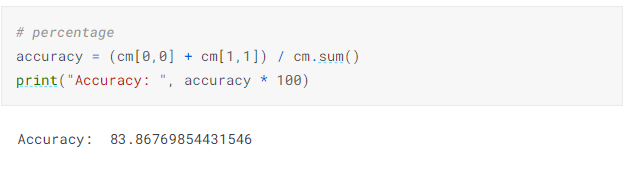 # percentage
accuracy = (cm[0,0] + cm[1,1]) / cm.sum()
print("Accuracy: ", accuracy * 100)
Accuracy:  83.86769854431546